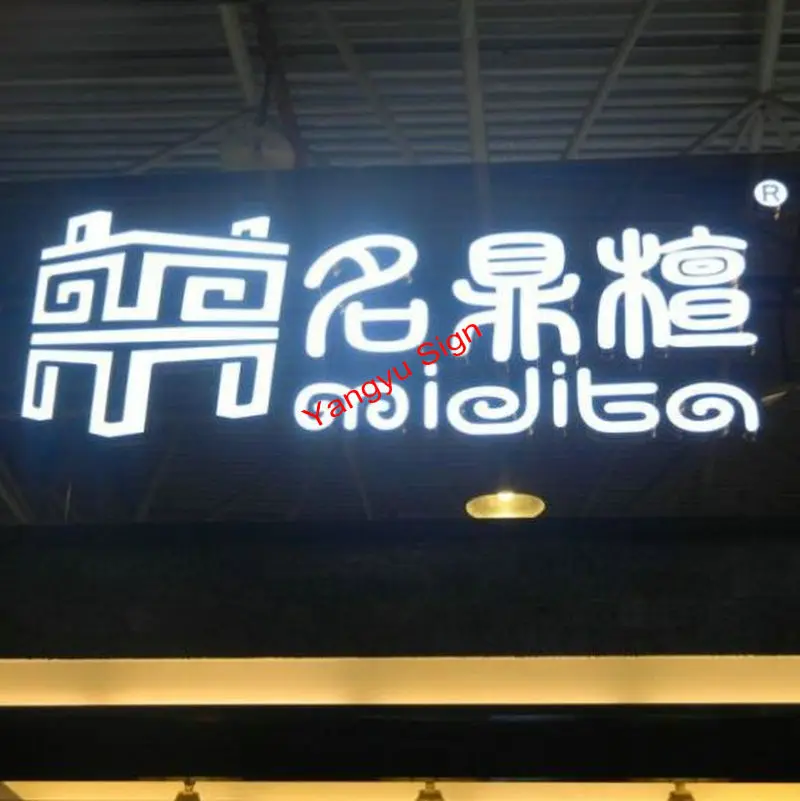 ®
名鼎檀
midita
Yangyu Sign